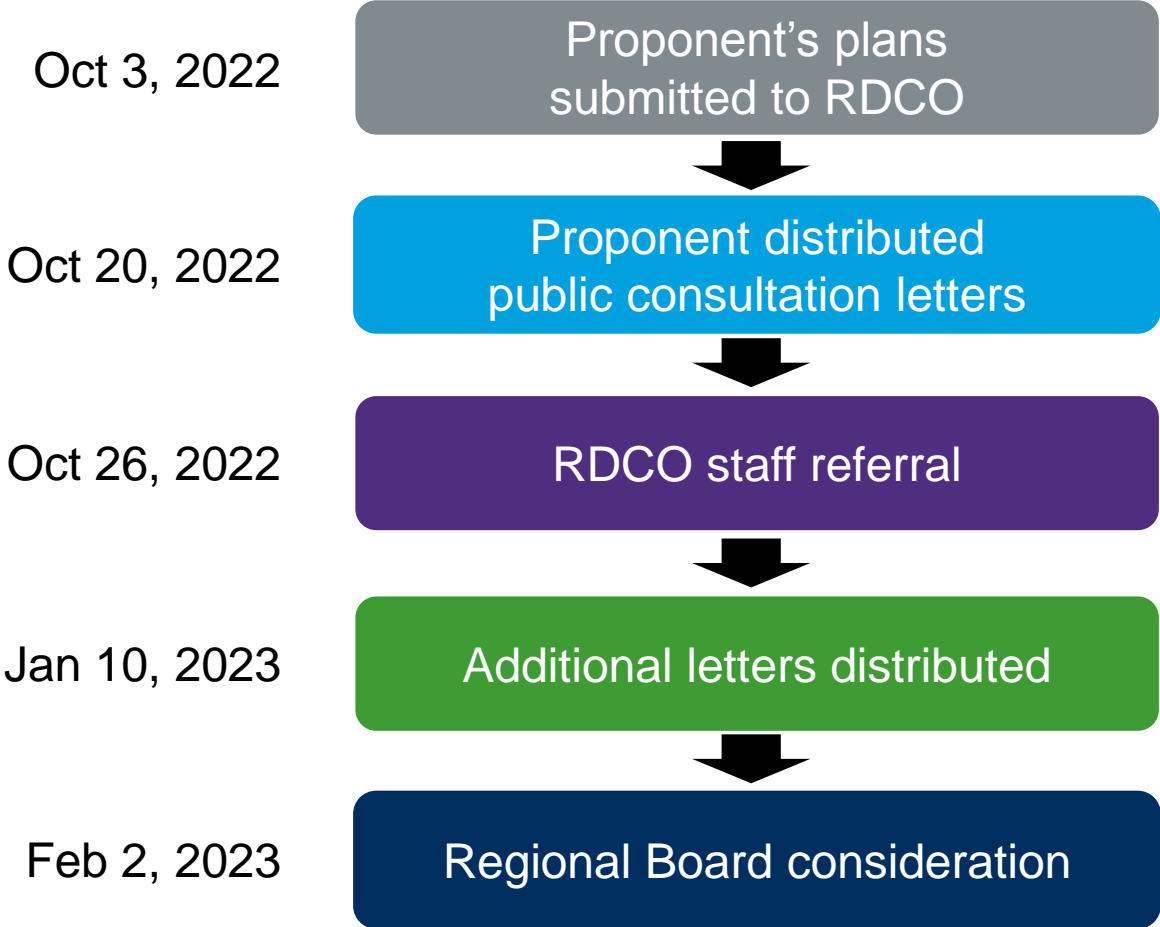 Oct 3, 2022
Proponent's plans
submitted to RDCO
Oct 20, 2022
Proponent distributed
public consultation letters
Oct 26, 2022
RDCO staff referral
Jan 10, 2023
Additional letters distributed
Feb 2, 2023
Regional Board consideration